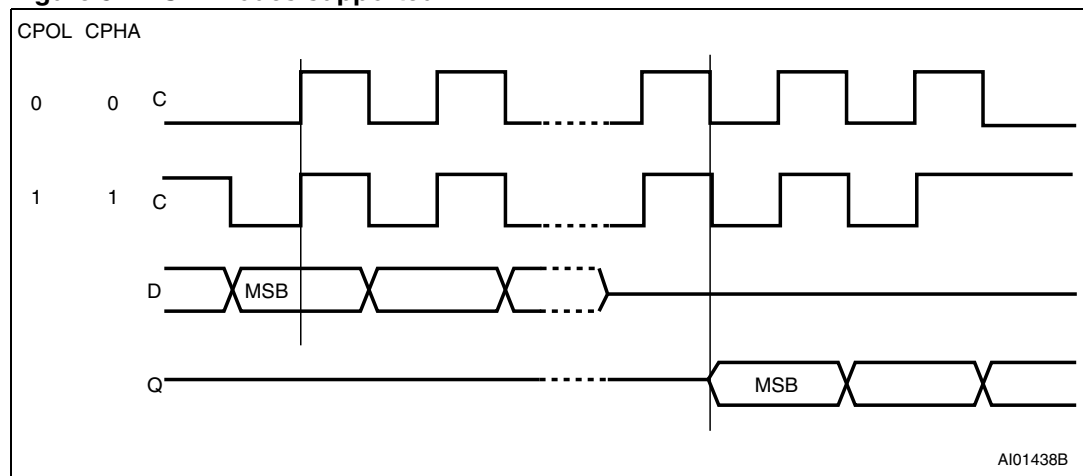 CPOL CPHA
0 0 C
1 1 C
D MSB
Q MSB
AI01438B